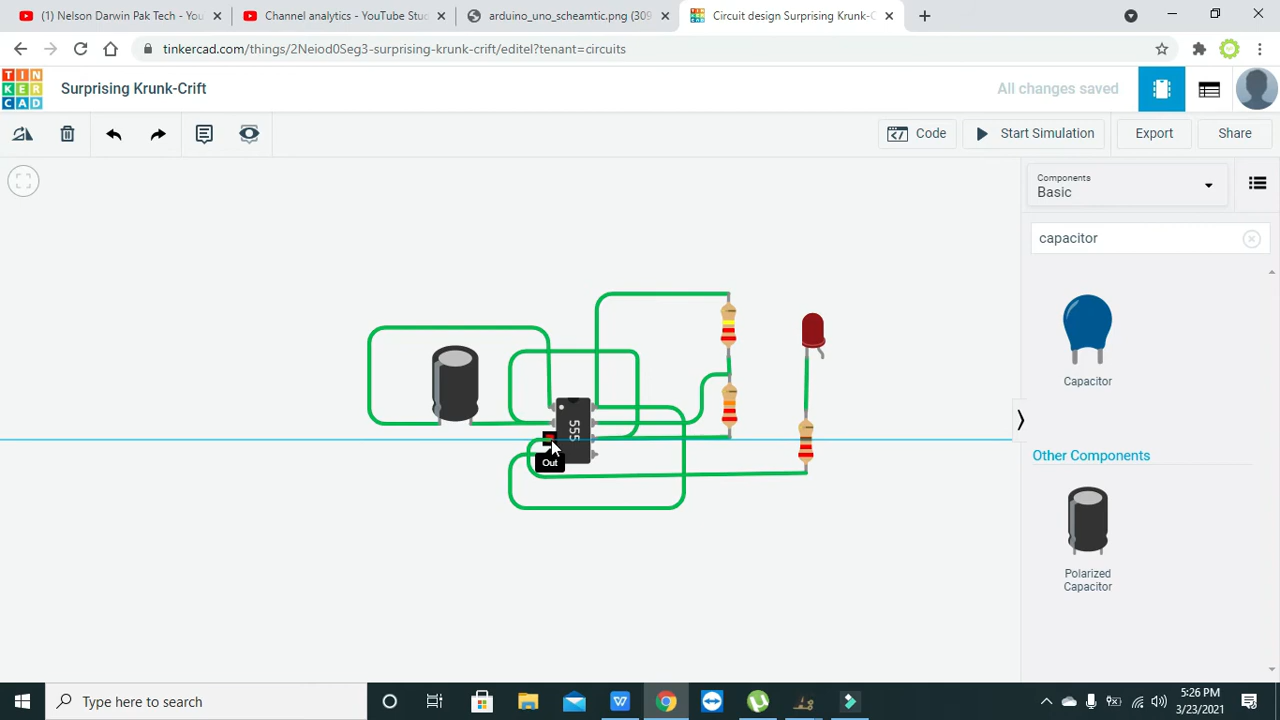 (1) Nelson Darwin Pak Tech - YouTu
Channel analytics - YouTube Stu
arduino_uno_scheamtic.png (309
Circuit design Surprising Krunk-C
tinkercad.com/things/2Neiod0Seg3-surprising-krunk-crift/editel?tenant=circuits
TIN
KER
CAD
Surprising Krunk-Crift
All changes saved
Code
Start Simulation
Export
Share
Components
Basic
capacitor
Capacitor
555
Out
Other Components
Polarized
Capacitor
Type here to search
5:26 PM
3/23/2021